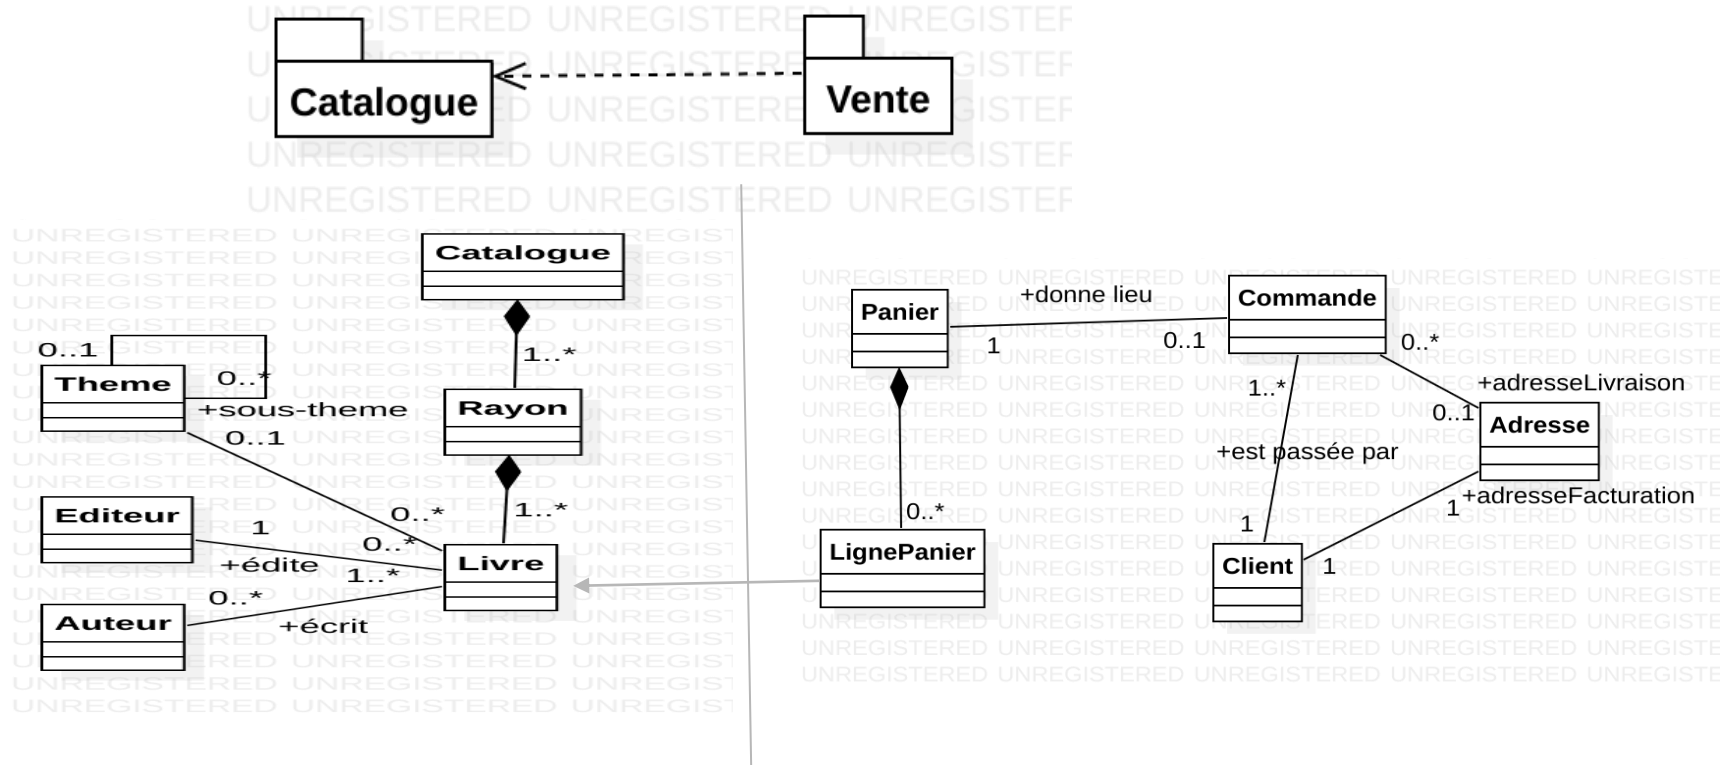 Catalogue
Vente
Catalogue
1..*
0..1
Theme
0..*
+sous-theme
0..1
Rayon
1..*
Editeur
1
+édite
0..*
0..*
1..*
Livre
Auteur
0..*
+écrit
Panier
1
+donne lieu
0..1
Commande
0..*
1..*
+adresseLivraison
0..1
Adresse
+est passée par
+adresseFacturation
1
0..*
LignePanier
1
Client
1
UNREGISTERED UNREGISTERED UNREGISTERED